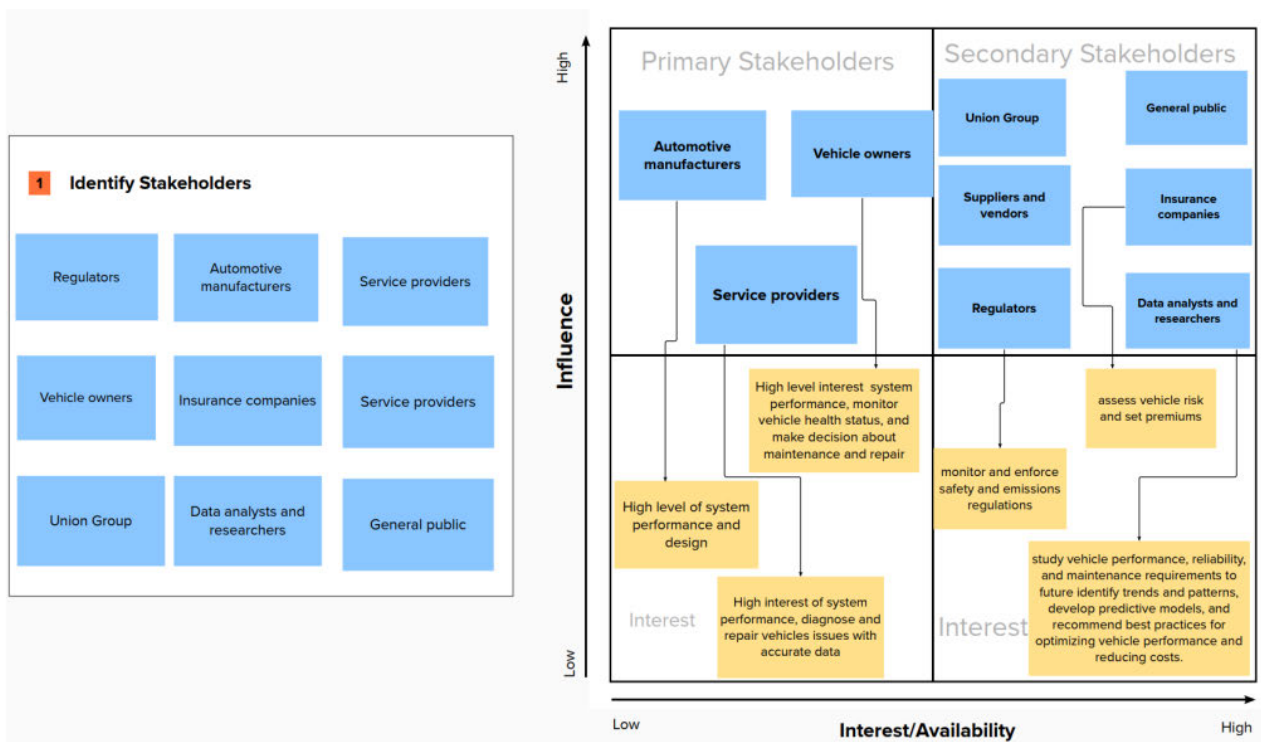 1 Identify Stakeholders
Regulators
Automotive
manufacturers
Service providers
Vehicle owners
Insurance companies
Service providers
Union Group
Data analysts and
researchers
General public
High
Influence
Low
Primary Stakeholders
Automotive
manufacturers
Vehicle owners
Service providers
Secondary Stakeholders
Union Group
General public
Suppliers and
vendors
Insurance
companies
Regulators
Data analysts and
researchers
High level interest system
performance, monitor
vehicle health status, and
make decision about
maintenance and repair
High level of system
performance and
design
High interest of system
performance, diagnose and
repair vehicles issues with
accurate data
Interest
assess vehicle risk
and set premiums
monitor and enforce
safety and emissions
regulations
study vehicle performance, reliability,
and maintenance requirements to
future identify trends and patterns,
develop predictive models, and
recommend best practices for
optimizing vehicle performance and
reducing costs.
Interest
Low
Interest/Availability
High